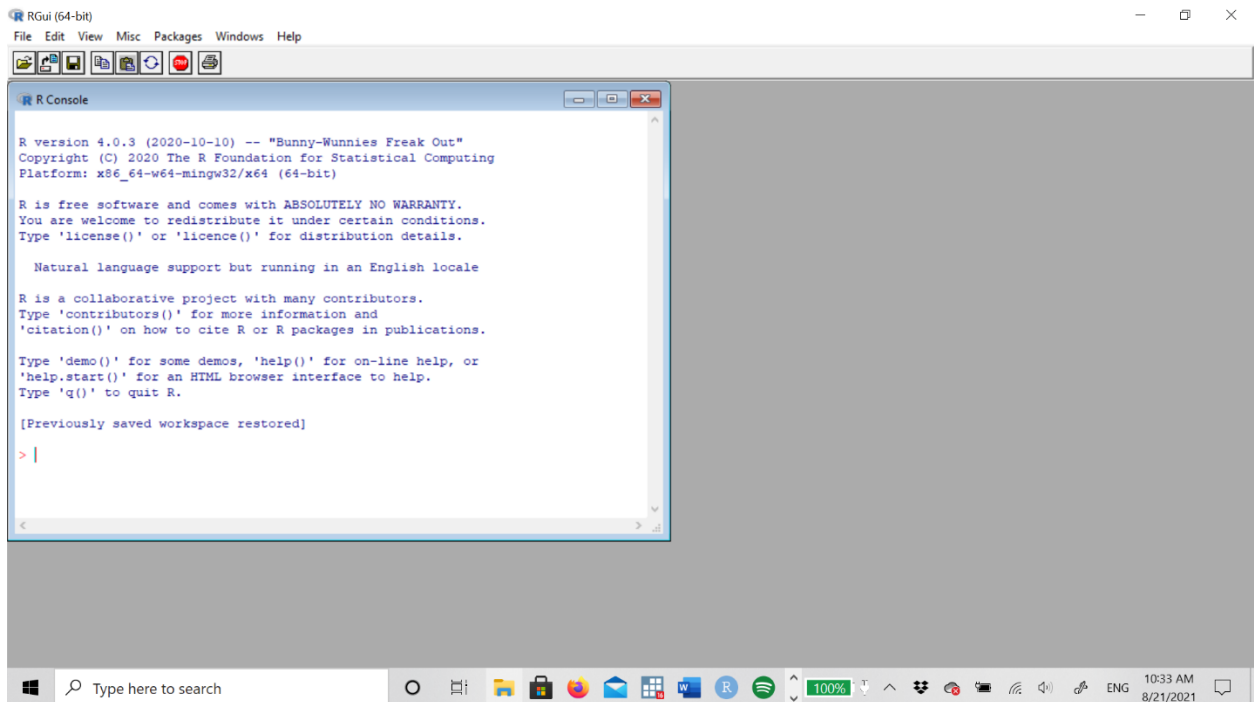 RGui (64-bit)
File Edit View Misc Packages Windows Help
STOP
R Console
R version 4.0.3 (2020-10-10) -- "Bunny-Wunnies Freak Out"
Copyright (C) 2020 The R Foundation for Statistical Computing
Platform: x86_64-w64-mingw32/x64 (64-bit)
R is free software and comes with ABSOLUTELY NO WARRANTY.
You are welcome to redistribute it under certain conditions.
Type 'license()' or 'licence()' for distribution details.
Natural language support but running in an English locale
R is a collaborative project with many contributors.
Type 'contributors()' for more information and
'citation()' on how to cite R or R packages in publications.
Type 'demo()' for some demos, 'help()' for on-line help, or
'help.start()' for an HTML browser interface to help.
Type 'q()' to quit R.
[Previously saved workspace restored]
>
Type here to search
100%
ENG
10:33 AM
8/21/2021